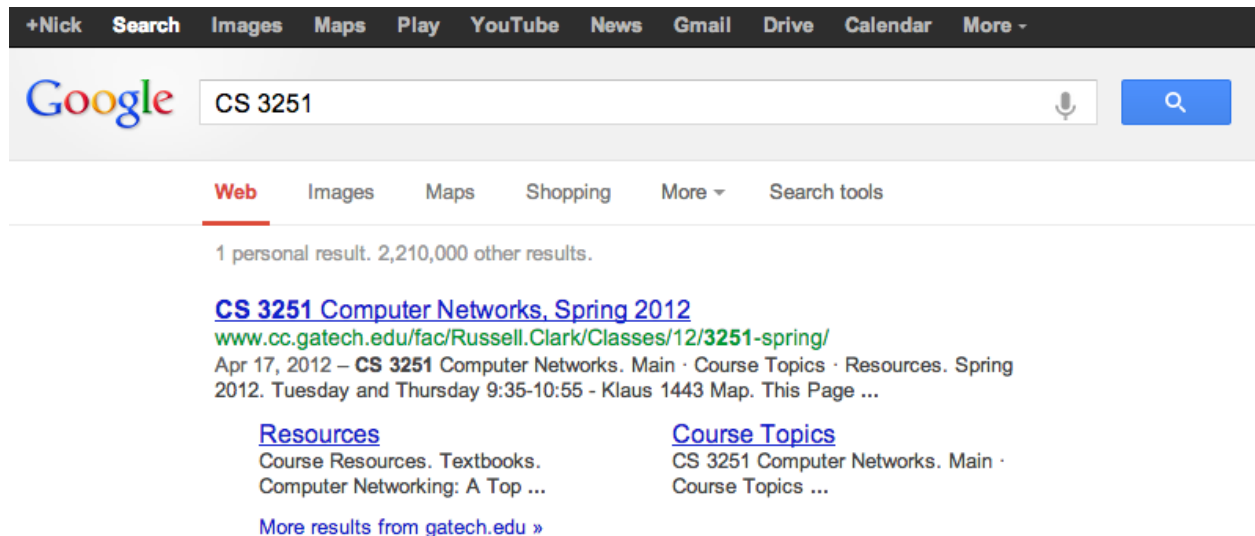 +Nick Search Images Maps Play YouTube News Gmail Drive Calendar More
Google CS 3251
Web Images Maps Shopping More Search tools
1 personal result. 2,210,000 other results.
CS 3251 Computer Networks, Spring 2012
www.cc.gatech.edu/fac/Russell.Clark/Classes/12/3251-spring/
Apr 17, 2012 – CS 3251 Computer Networks. Main · Course Topics · Resources. Spring
2012. Tuesday and Thursday 9:35-10:55 - Klaus 1443 Map. This Page ...
Resources
Course Resources. Textbooks.
Computer Networking: A Top ...
Course Topics
CS 3251 Computer Networks. Main ·
Course Topics ...
More results from gatech.edu »